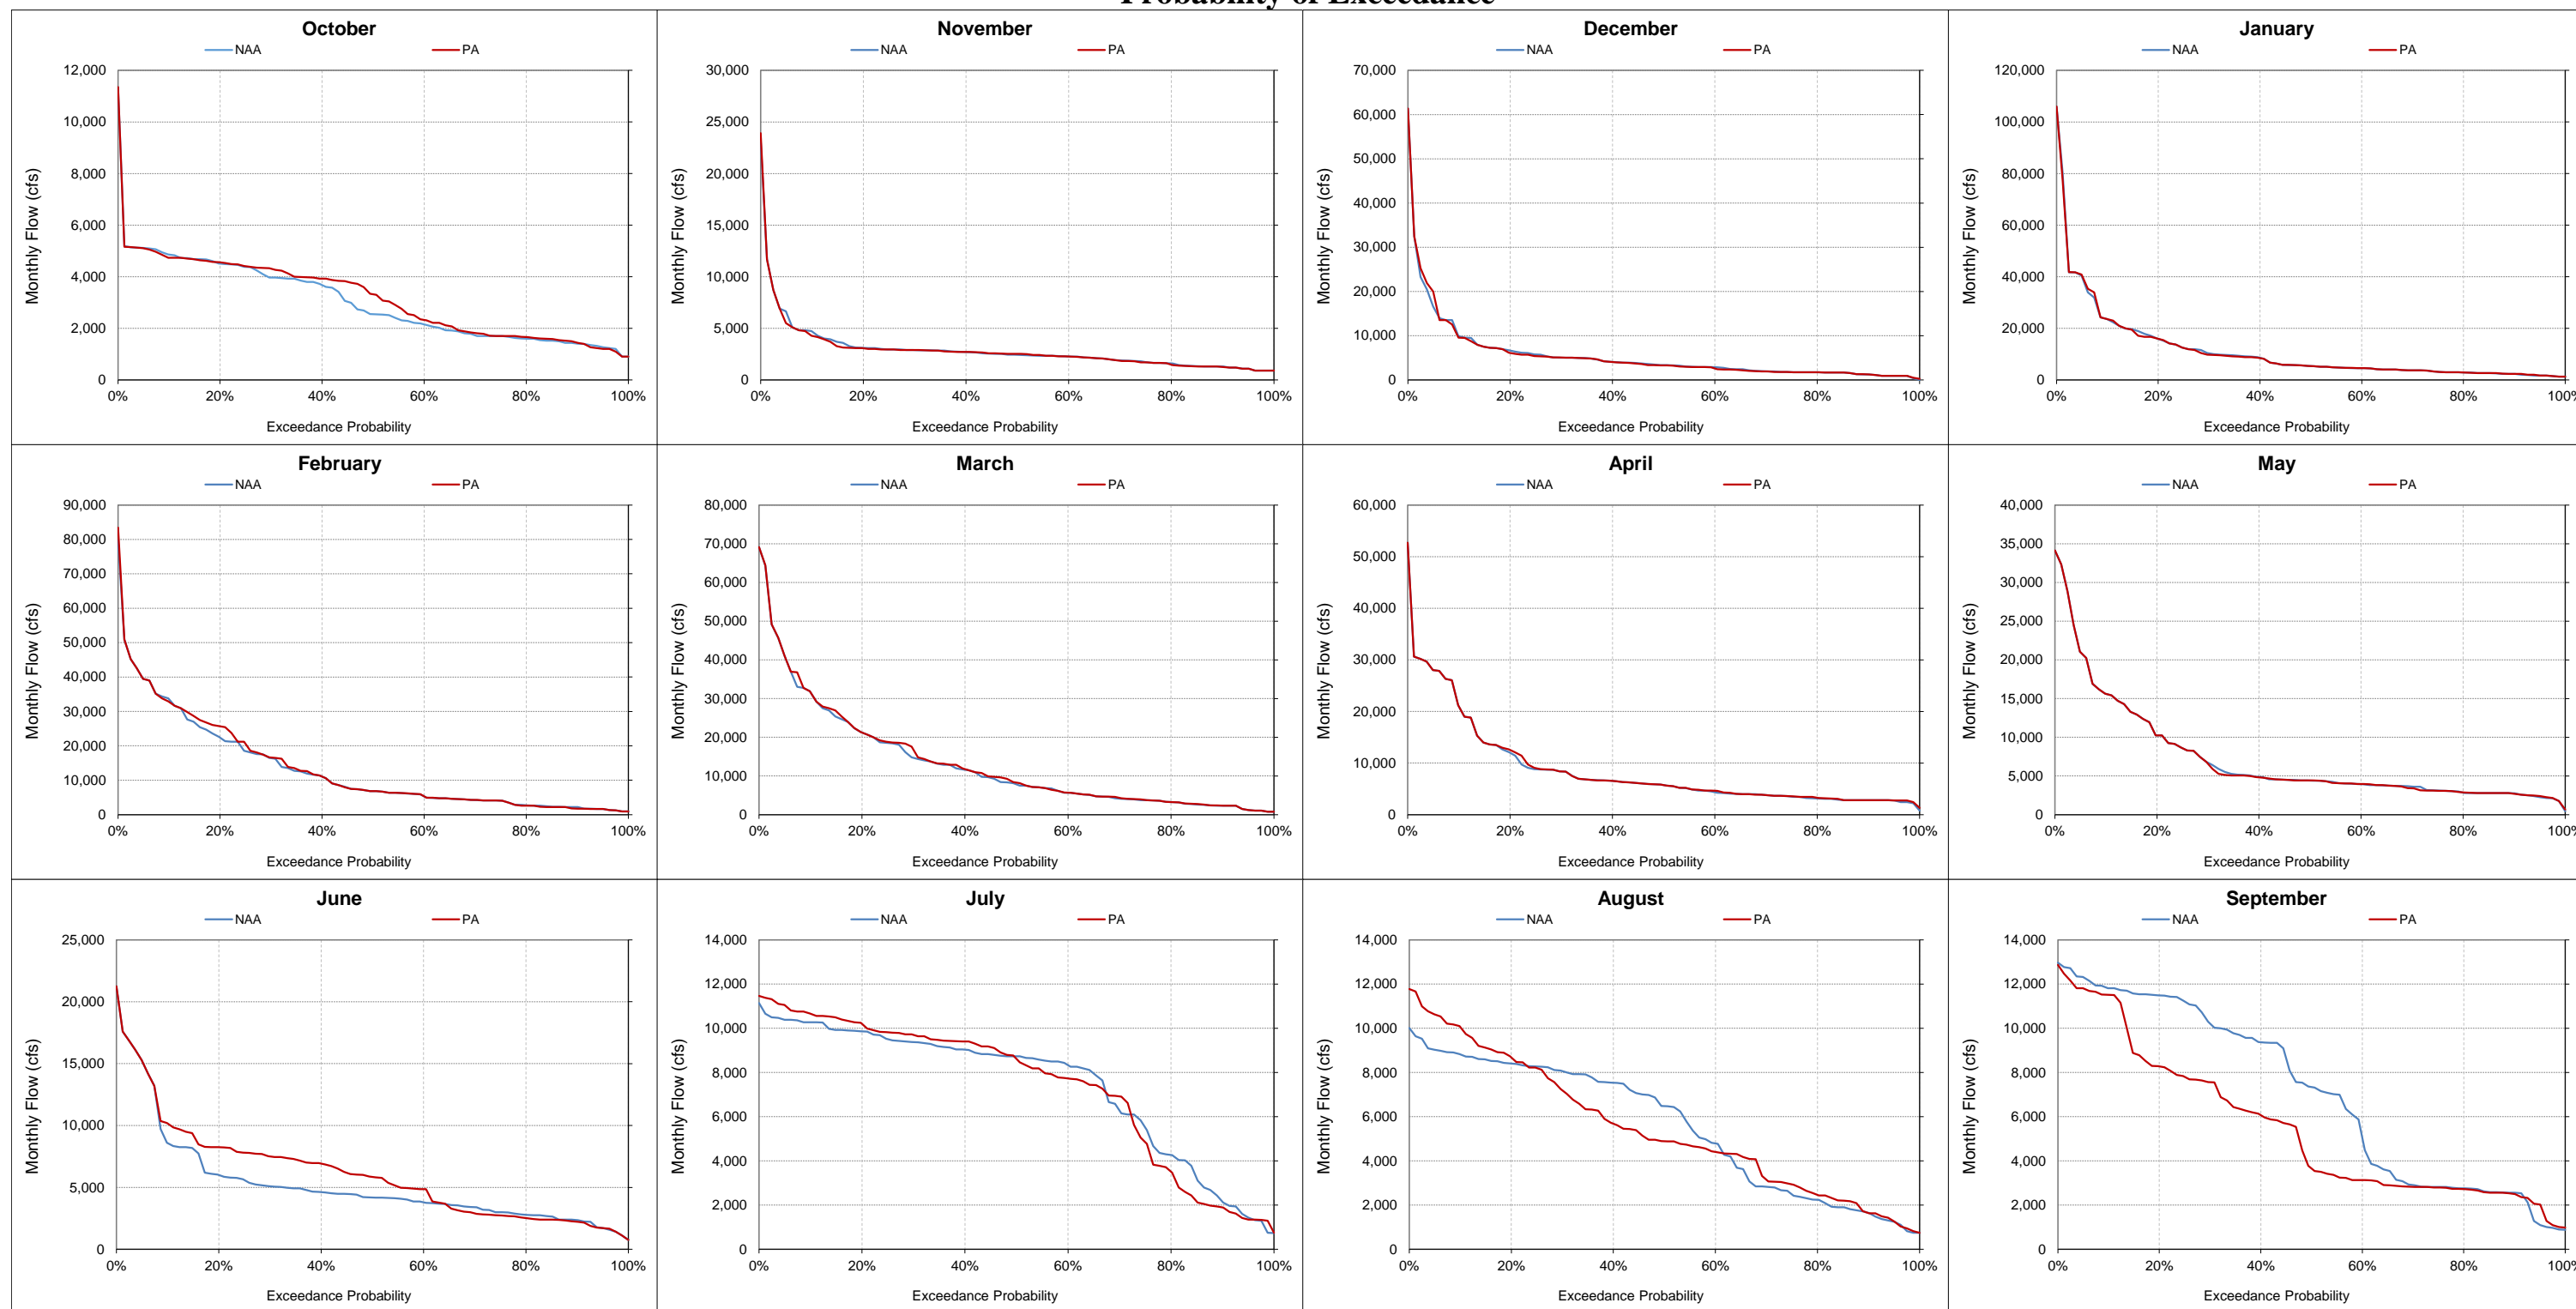 Probability of Exceedance
October
NAA PA
12,000
10,000
8,000
6,000
4,000
2,000
0
Monthly Flow (cfs)
0% 20% 40% 60% 80% 100%
Exceedance Probability
November
NAA PA
30,000
25,000
20,000
15,000
10,000
5,000
0
Monthly Flow (cfs)
0% 20% 40% 60% 80% 100%
Exceedance Probability
December
NAA PA
70,000
60,000
50,000
40,000
30,000
20,000
10,000
0
Monthly Flow (cfs)
0% 20% 40% 60% 80% 100%
Exceedance Probability
January
NAA PA
120,000
100,000
80,000
60,000
40,000
20,000
0
Monthly Flow (cfs)
0% 20% 40% 60% 80% 100%
Exceedance Probability
February
NAA PA
90,000
80,000
70,000
60,000
50,000
40,000
30,000
20,000
10,000
0
Monthly Flow (cfs)
0% 20% 40% 60% 80% 100%
Exceedance Probability
March
NAA PA
80,000
70,000
60,000
50,000
40,000
30,000
20,000
10,000
0
Monthly Flow (cfs)
0% 20% 40% 60% 80% 100%
Exceedance Probability
April
NAA PA
60,000
50,000
40,000
30,000
20,000
10,000
0
Monthly Flow (cfs)
0% 20% 40% 60% 80% 100%
Exceedance Probability
May
NAA PA
40,000
35,000
30,000
25,000
20,000
15,000
10,000
5,000
0
Monthly Flow (cfs)
0% 20% 40% 60% 80% 100%
Exceedance Probability
June
NAA PA
25,000
20,000
15,000
10,000
5,000
0
Monthly Flow (cfs)
0% 20% 40% 60% 80% 100%
Exceedance Probability
July
NAA PA
14,000
12,000
10,000
8,000
6,000
4,000
2,000
0
Monthly Flow (cfs)
0% 20% 40% 60% 80% 100%
Exceedance Probability
August
NAA PA
14,000
12,000
10,000
8,000
6,000
4,000
2,000
0
Monthly Flow (cfs)
0% 20% 40% 60% 80% 100%
Exceedance Probability
September
NAA PA
14,000
12,000
10,000
8,000
6,000
4,000
2,000
0
Monthly Flow (cfs)
0% 20% 40% 60% 80% 100%
Exceedance Probability